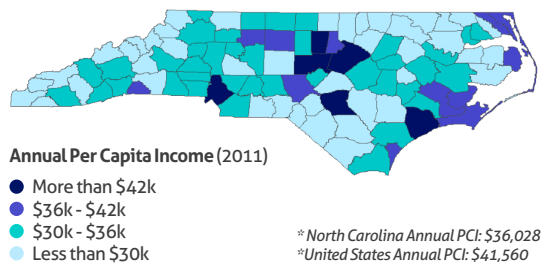 Annual Per Capita Income (2011)
More than $42k
$36k - $42k
$30k - $36k
Less than $30k
* North Carolina Annual PCI: $36,028
*United States Annual PCI: $41,560